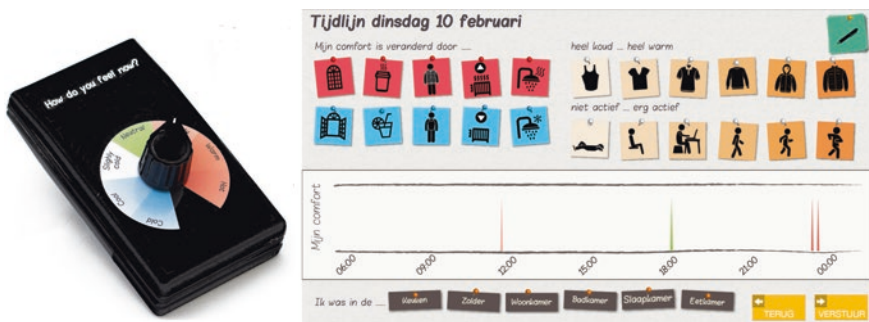 How do you feel now?
Neutral
cold
Cool
Cold
Hot
Tijdlijn dinsdag 10 februari
Mijn comfort is veranderd door ....
heel koud ... heel warm
niet actief ... erg actief
Mijn comfort
06:00
09:00
12:00
15:00
18:00
21:00
00:00
Ik was in de ....
Keuken
Zolder
Woonkamer
Badkamer
Slaapkamer
Eetkamer
TERUG
VERSTUUR